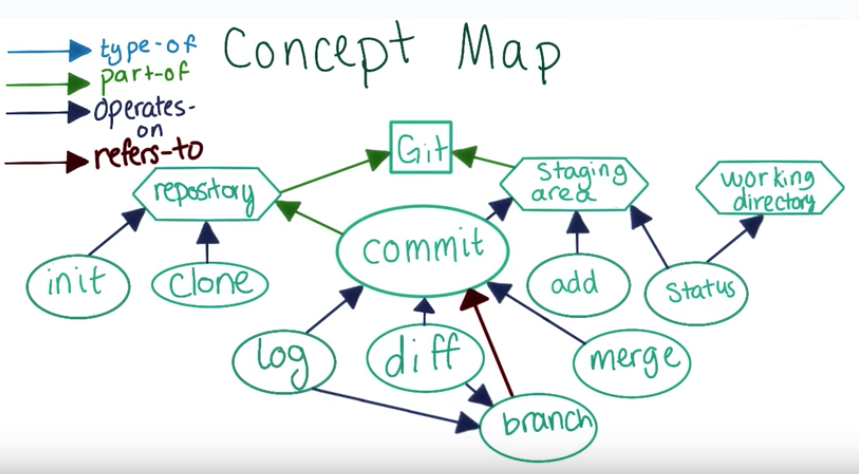 Concept Map
type-of
part-of
operates-
on
refers-to
Git
repository
Staging
area
working
directory
commit
init
clone
add
Status
log
diff
merge
branch